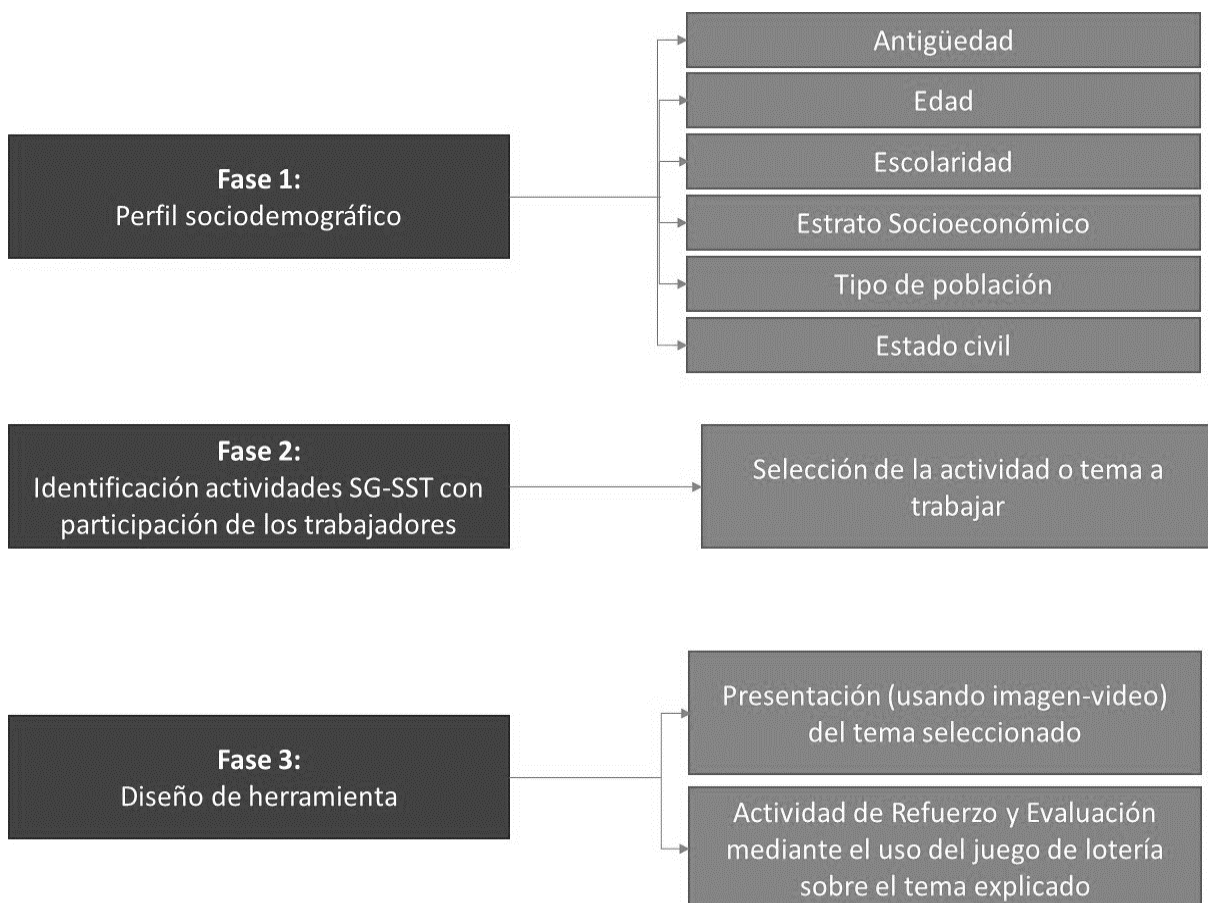 Fase 1:
Perfil sociodemográfico
Antigüedad
Edad
Escolaridad
Estrato Socioeconómico
Tipo de población
Estado civil
Fase 2:
Identificación actividades SG-SST con
participación de los trabajadores
Selección de la actividad o tema a
trabajar
Fase 3:
Diseño de herramienta
Presentación (usando imagen-video)
del tema seleccionado
Actividad de Refuerzo y Evaluación
mediante el uso del juego de lotería
sobre el tema explicado